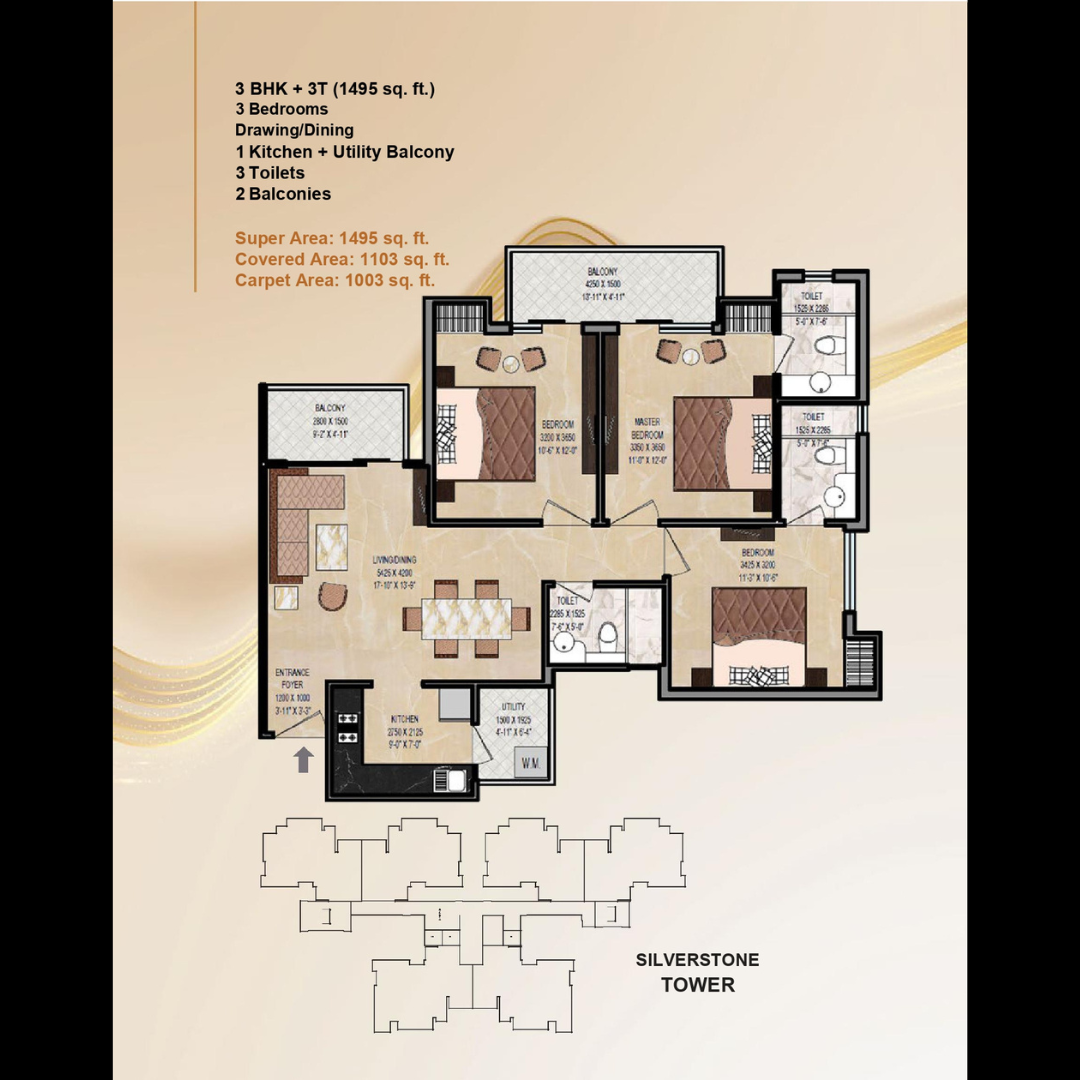 3 BHK + 3T (1495 sq. ft.)
3 Bedrooms
Drawing/Dining
1 Kitchen + Utility Balcony
3 Toilets
2 Balconies
Super Area: 1495 sq. ft.
Covered Area: 1103 sq. ft.
Carpet Area: 1003 sq. ft.
BALCONY
4250 X 1500
13'-11" X 4'-11"
TOILET
1525 X 2285
5'-0" X 7'-6"
BALCONY
2800 X 1500
9'-2" X 4'-11"
BEDROOM
3200 X 3650
10'-6" X 12'-0"
MASTER
BEDROOM
3350 X 3650
11'-0" X 12'-0"
TOILET
1525 X 2285
5'-0" X 7'-6"
LIVING/DINING
5425 X 4200
17'-10" X 13'-9"
BEDROOM
3425 X 3200
11'-3" X 10'-6"
TOILET
2285 X 1525
7'-6" X 5'-0"
ENTRANCE
FOYER
1200 X 1000
3'-11" X 3'-3"
KITCHEN
2750 X 2125
9'-0" X 7'-0"
UTILITY
1500 X 1925
4'-11" X 6'-4"
W.M.
SILVERSTONE
TOWER